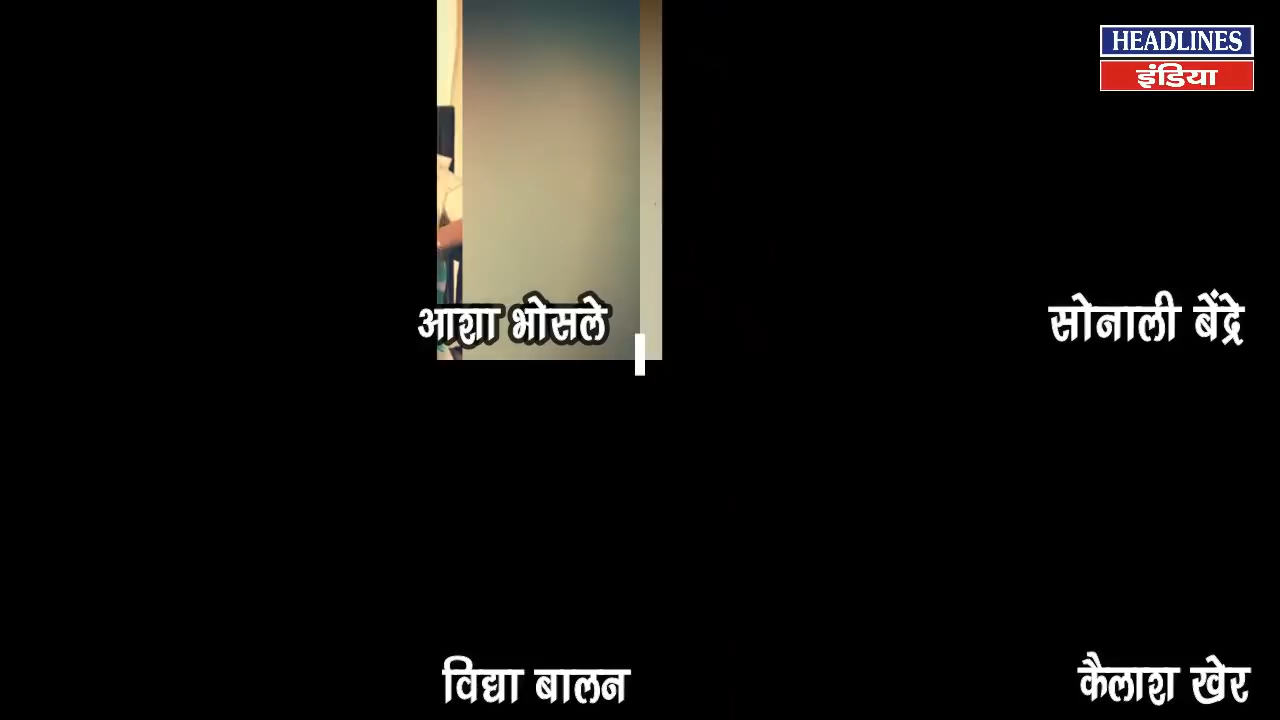 HEADLINES
इंडिया
आशा भोसले
सोनाली बेंद्रे
विद्या बालन
कैलाश खेर